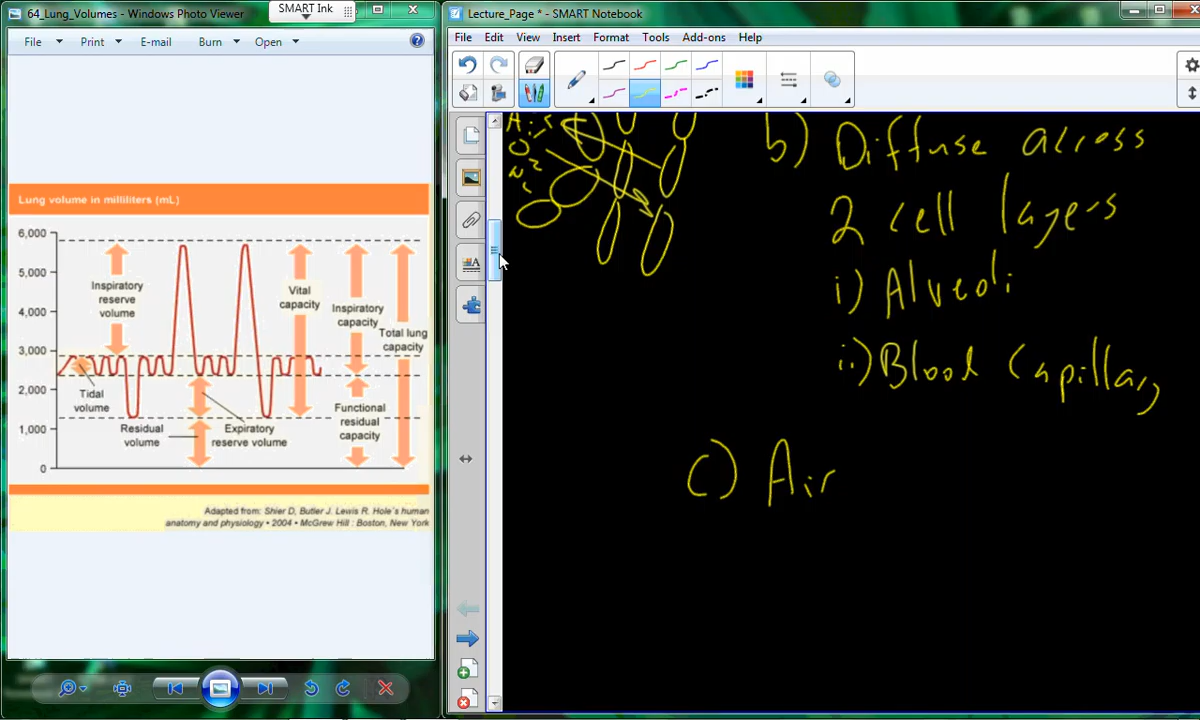 64_Lung_Volumes - Windows Photo Viewer
SMART Ink
File Print E-mail Burn Open
Lung volume in milliliters (mL)
6,000
5,000
4,000
3,000
2,000
1,000
0
Inspiratory
reserve
volume
Vital
capacity
Inspiratory
capacity
Total lung
capacity
Tidal
volume
Residual
volume
Expiratory
reserve volume
Functional
residual
capacity
Adapted from: Shier D, Butler J. Lewis R. Hole's human
anatomy and physiology • 2004 • McGrew Hill : Boston, New York
Lecture_Page * - SMART Notebook
File Edit View Insert Format Tools Add-ons Help
Air
O2
N2
b) Diffuse across
2 cell layers
i) Alveoli
ii) Blood Capillary
c) Air